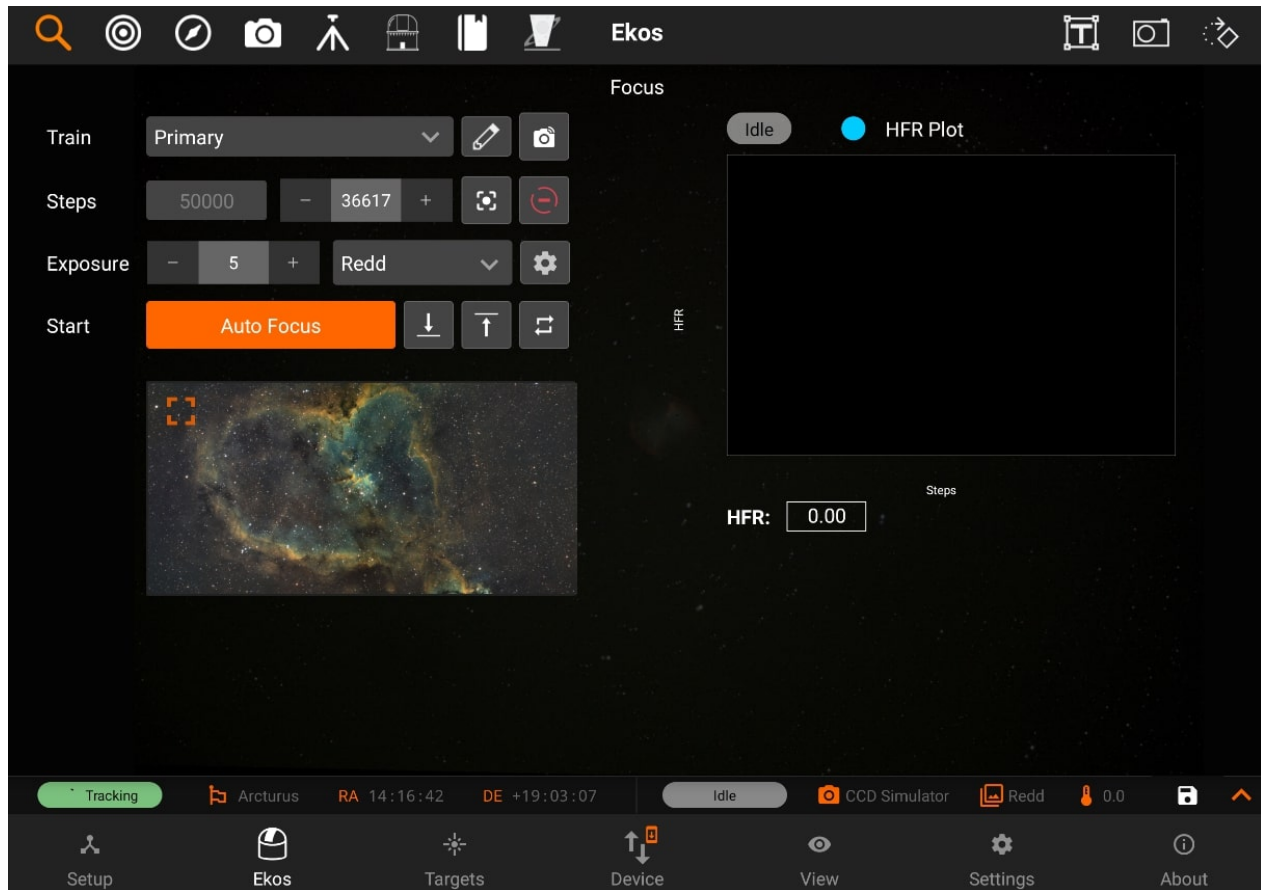 Ekos
Focus
Train Primary
Idle HFR Plot
Steps 50000 − 36617 +
Exposure − 5 + Redd
Start Auto Focus
HFR
Steps
HFR: 0.00
Tracking Arcturus RA 14:16:42 DE +19:03:07 Idle CCD Simulator Redd 0.0
Setup Ekos Targets Device View Settings About